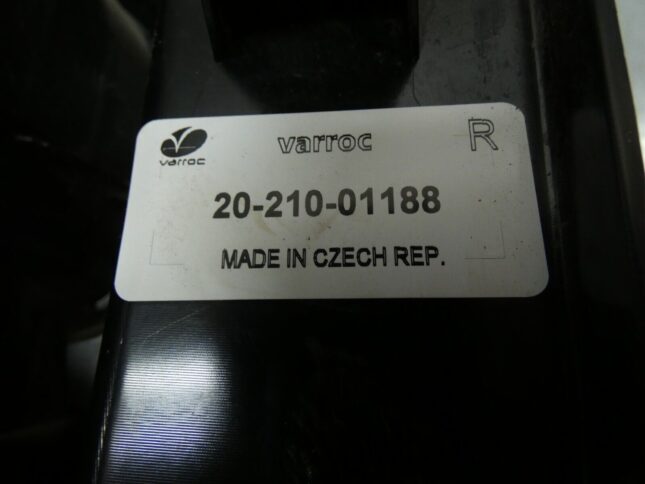 varroc
varroc
R
20-210-01188
MADE IN CZECH REP.